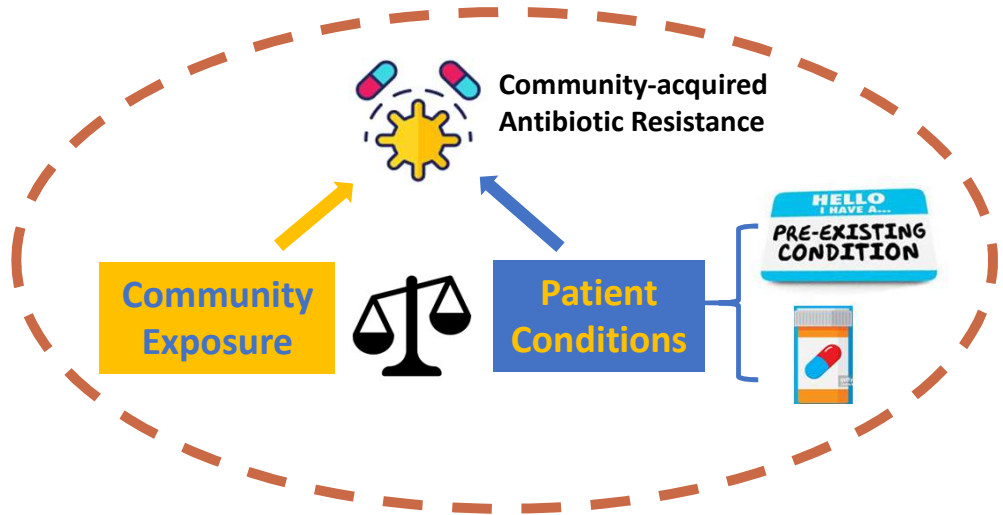 Community-acquired
Antibiotic Resistance
HELLO
I HAVE A...
PRE-EXISTING
CONDITION
Community
Exposure
Patient
Conditions